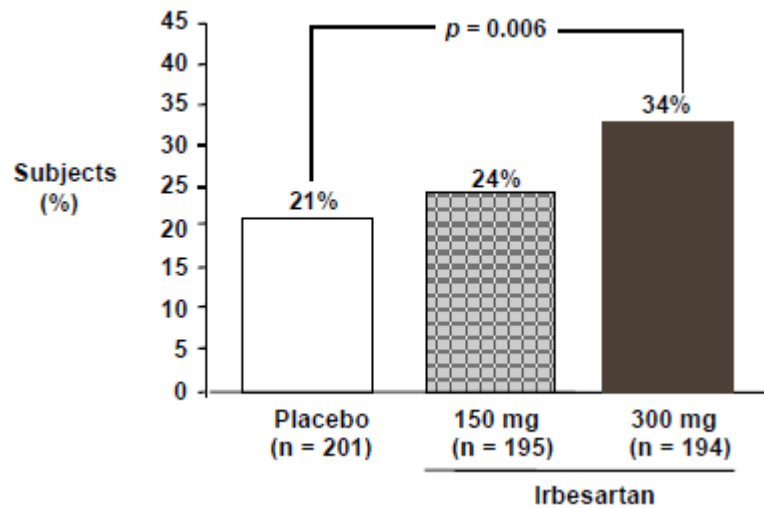 45
p = 0.006
40
35
34%
30
Subjects
(%)
25
24%
21%
20
15
10
5
0
Placebo
(n = 201)
150 mg
(n = 195)
300 mg
(n = 194)
Irbesartan